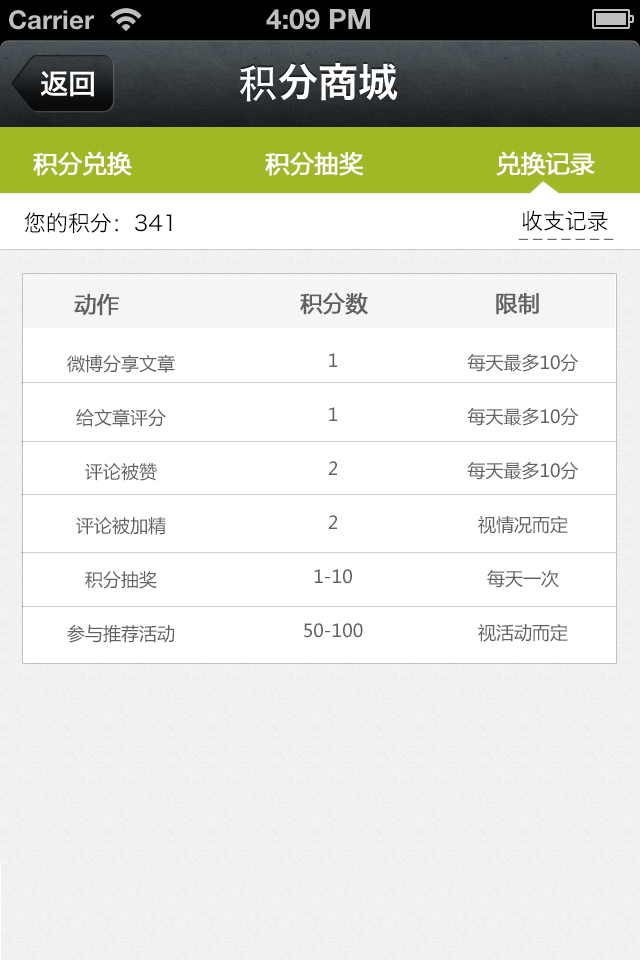 Carrier 4:09 PM
返回 积分商城
积分兑换 积分抽奖 兑换记录
您的积分：341 收支记录
动作 积分数 限制
微博分享文章 1 每天最多10分
给文章评分 1 每天最多10分
评论被赞 2 每天最多10分
评论被加精 2 视情况而定
积分抽奖 1-10 每天一次
参与推荐活动 50-100 视活动而定